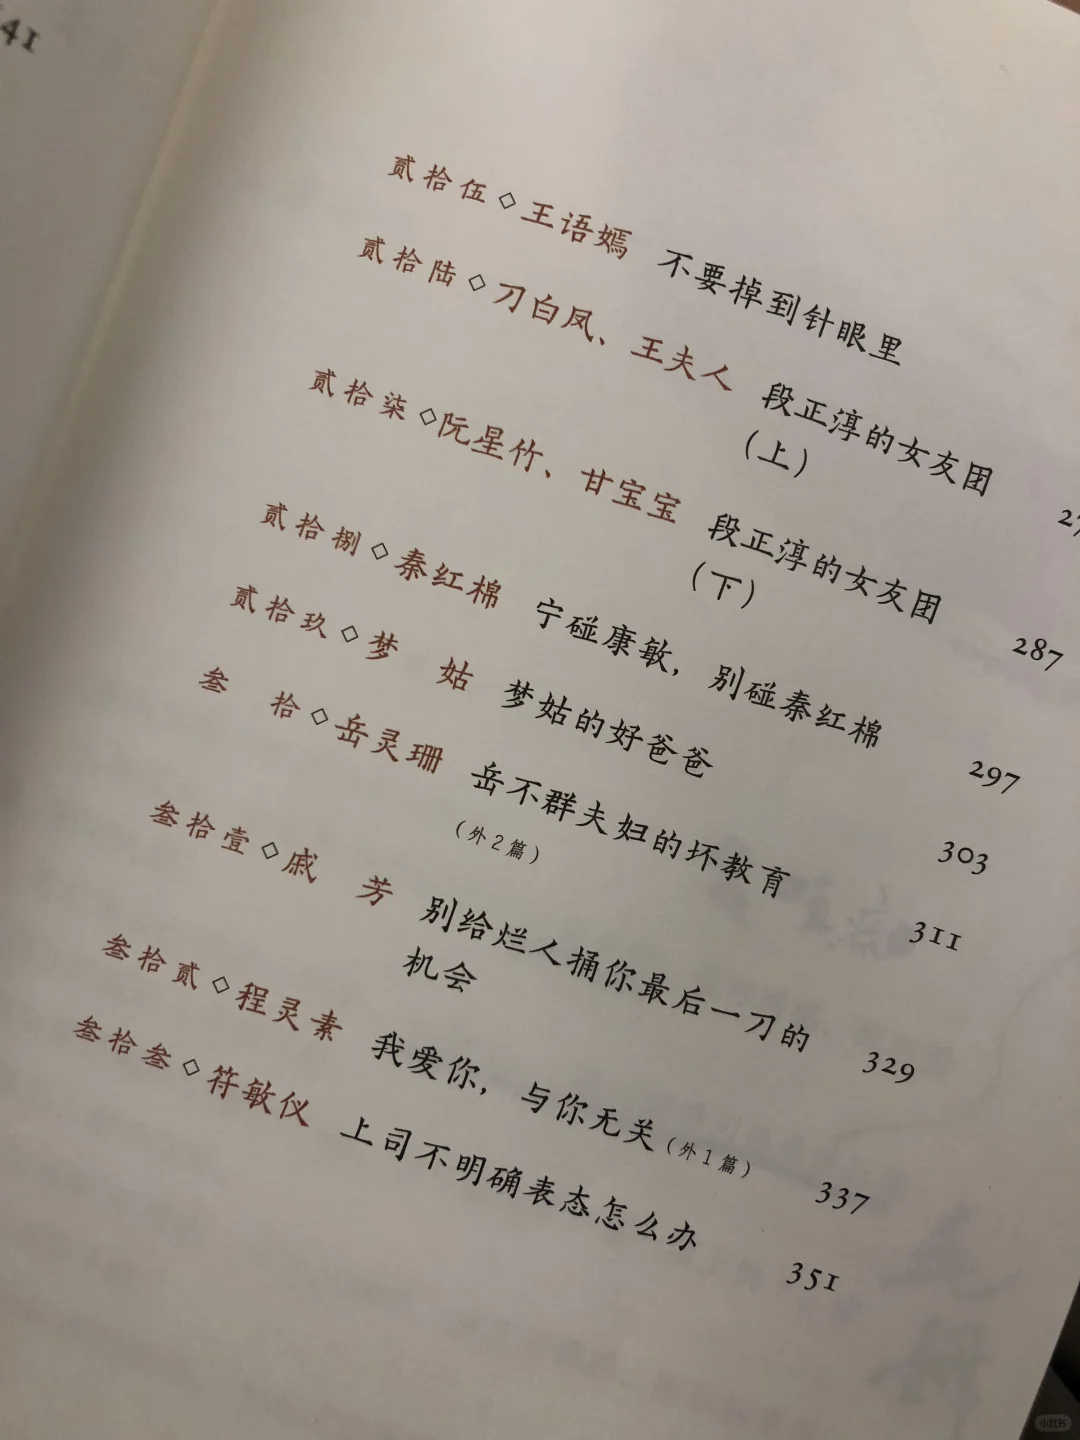 41
贰拾伍◇王语嫣 不要掉到针眼里
贰拾陆◇刀白凤、王夫人 段正淳的女友团
（上）
贰拾柒◇阮星竹、甘宝宝 段正淳的女友团 287
（下）
贰拾捌◇秦红棉 宁碰康敏，别碰秦红棉 297
贰拾玖◇梦 姑 梦姑的好爸爸 303
叁 拾◇岳灵珊 岳不群夫妇的坏教育 311
（外2篇）
叁拾壹◇戚 芳 别给烂人捅你最后一刀的 329
机会
叁拾贰◇程灵素 我爱你，与你无关（外1篇） 337
叁拾叁◇符敏仪 上司不明确表态怎么办 351
小红书